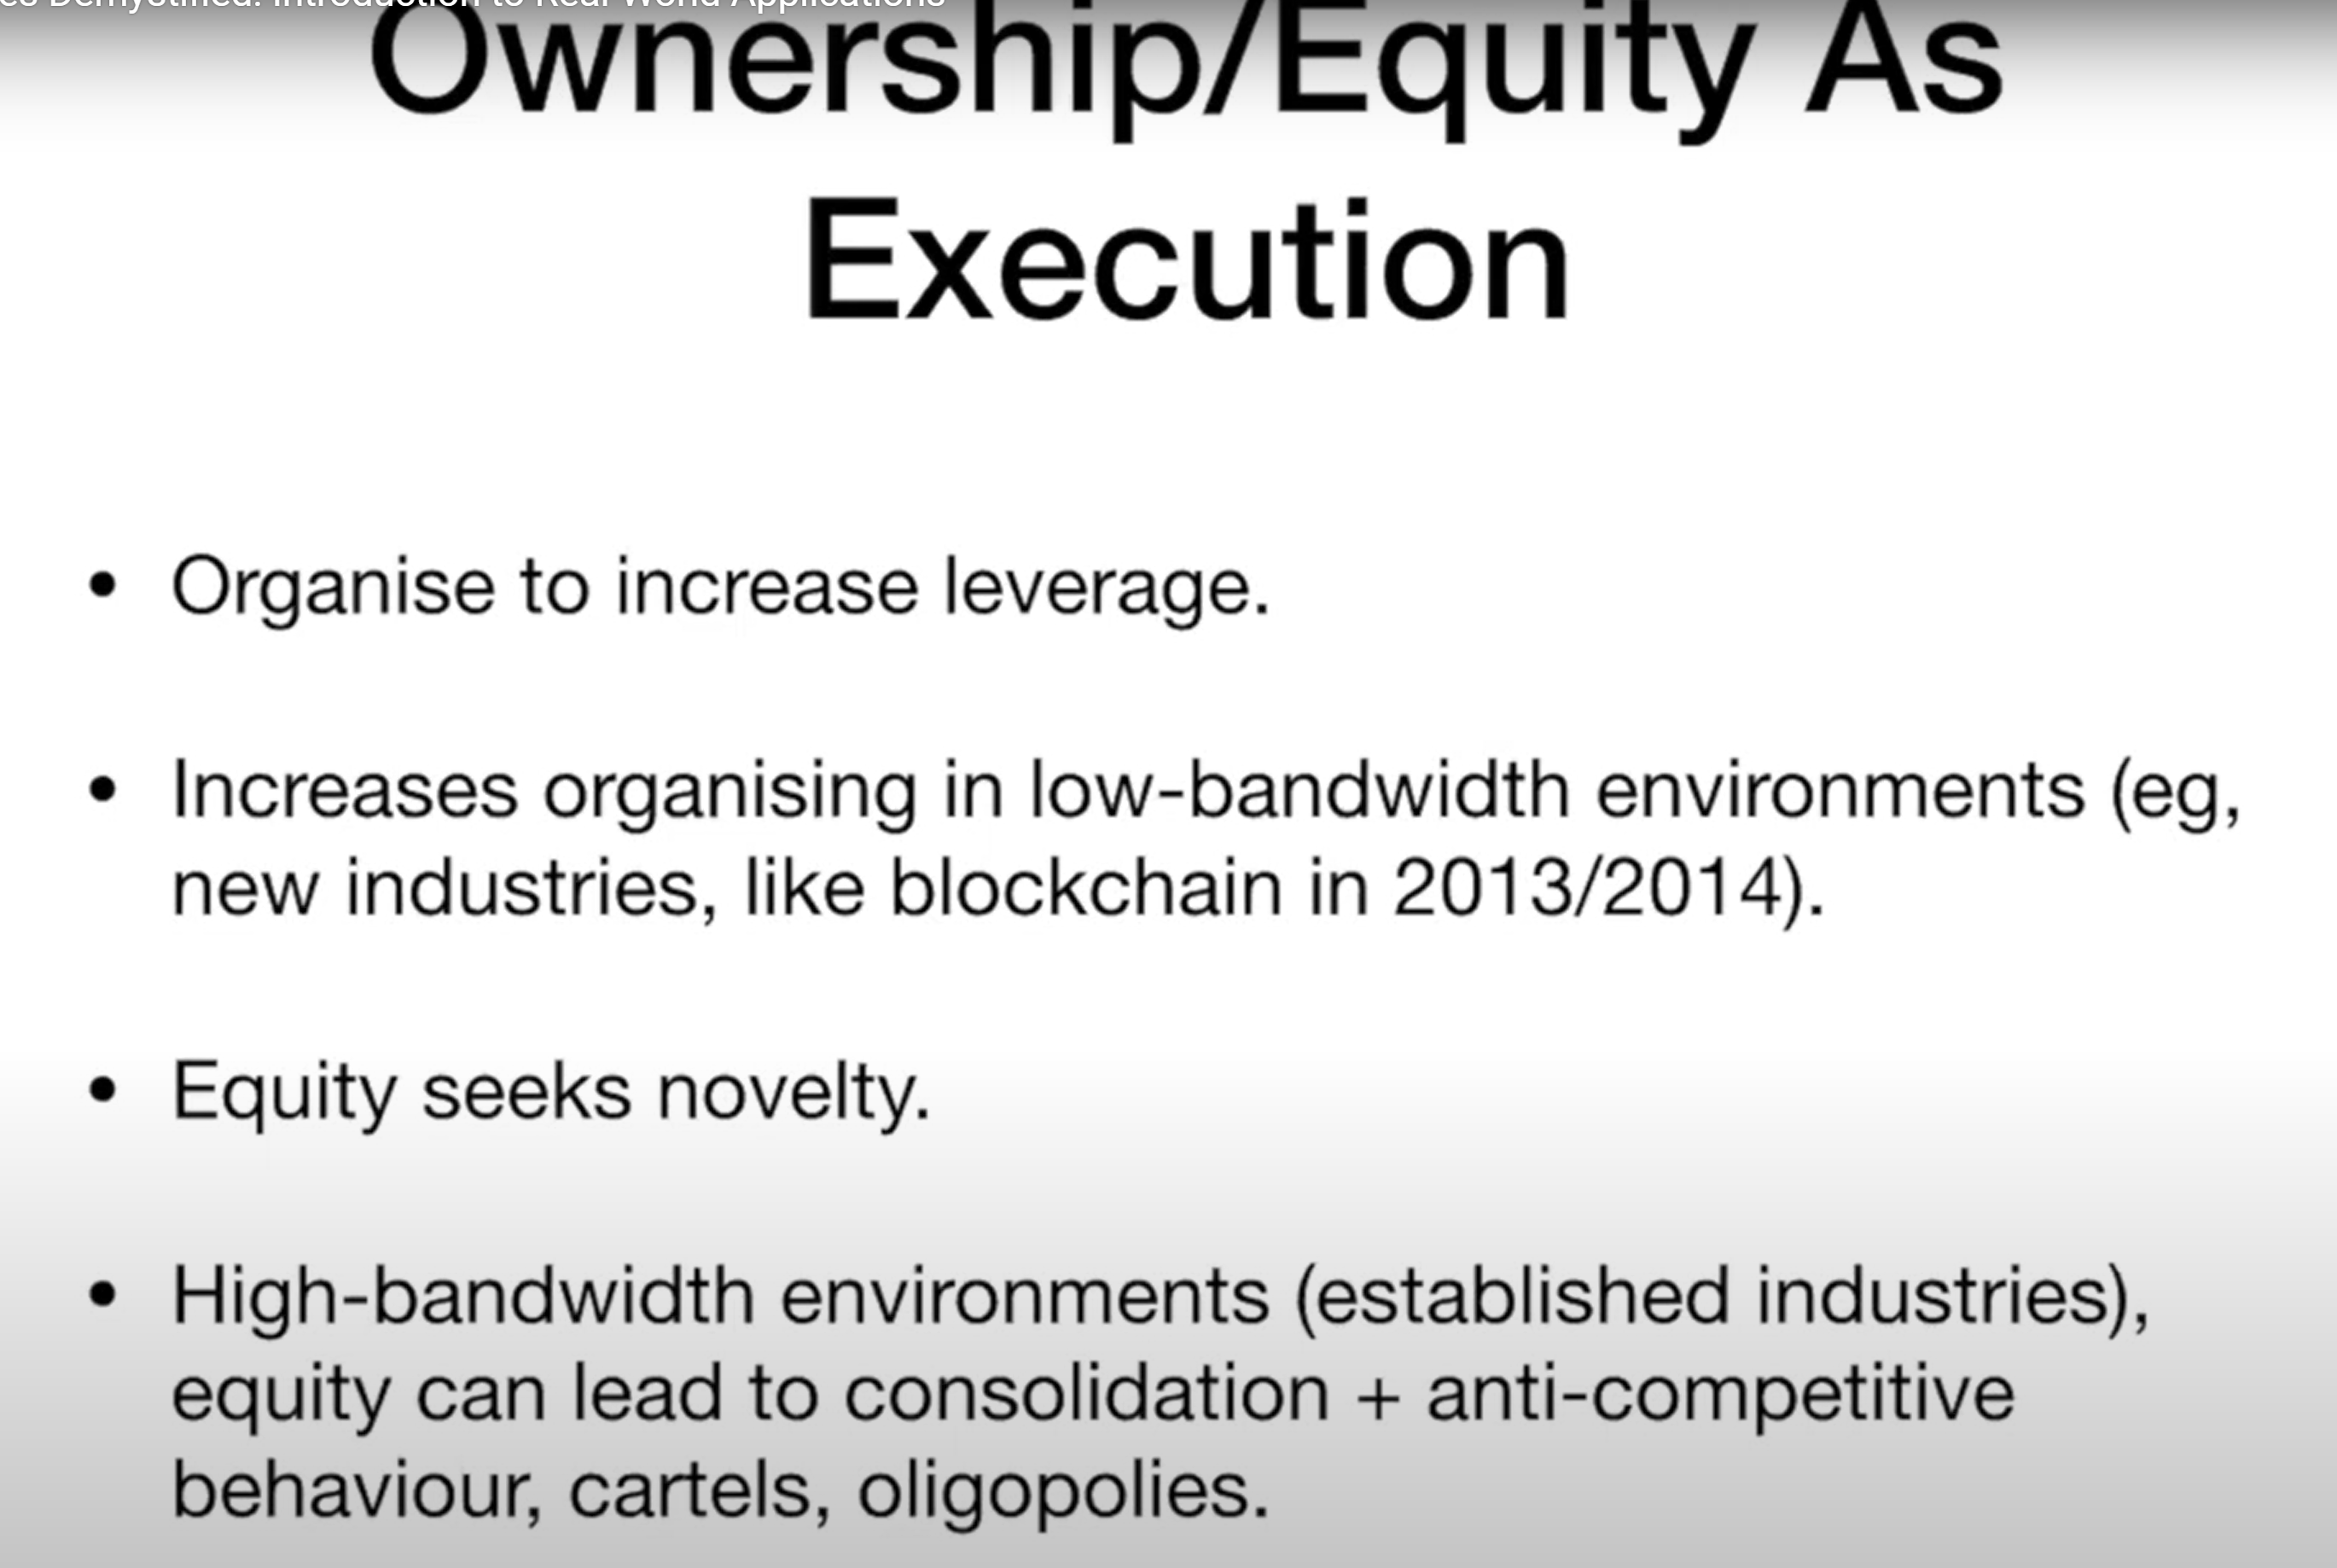 Demystified: Introduction to Real World Applications
Ownership/Equity As
Execution
• Organise to increase leverage.
• Increases organising in low-bandwidth environments (eg,
new industries, like blockchain in 2013/2014).
• Equity seeks novelty.
• High-bandwidth environments (established industries),
equity can lead to consolidation + anti-competitive
behaviour, cartels, oligopolies.